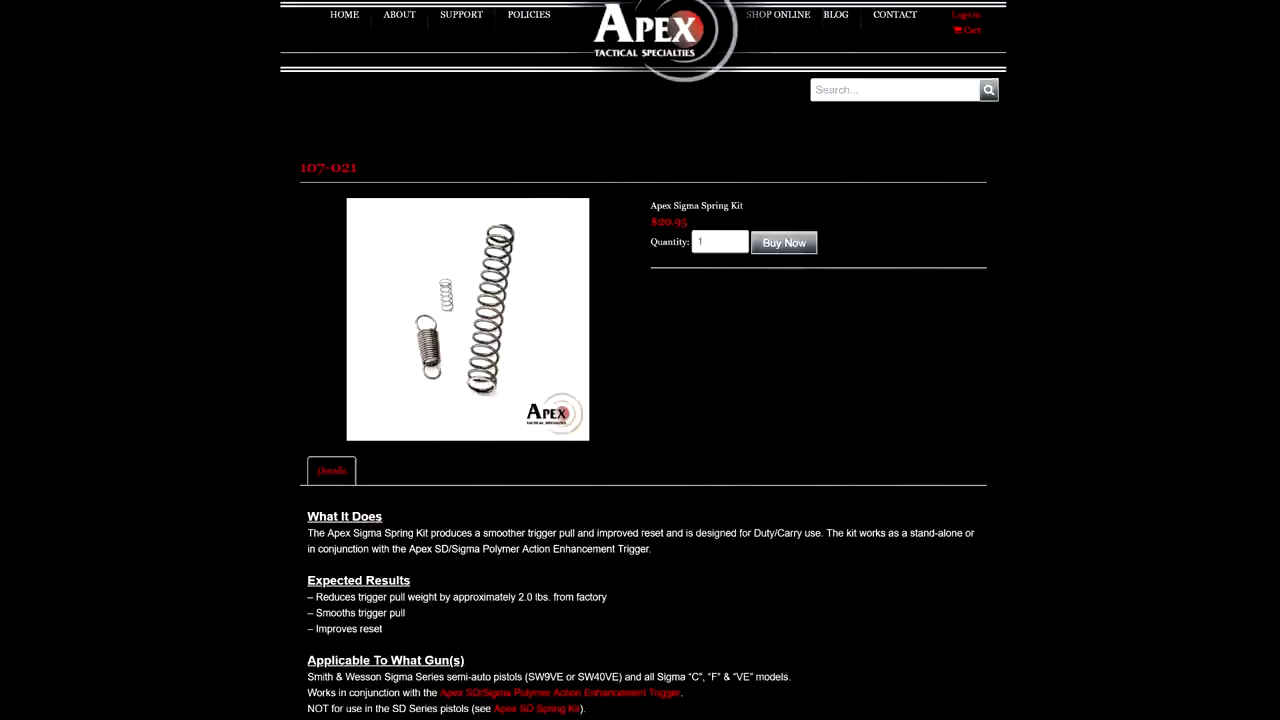 HOME ABOUT SUPPORT POLICIES APEX SHOP ONLINE BLOG CONTACT Log-in
TACTICAL SPECIALTIES Cart
Search...
107-021
Apex Sigma Spring Kit
$20.95
Quantity: 1 Buy Now
APEX
TACTICAL SPECIALTIES
Details
What It Does
The Apex Sigma Spring Kit produces a smoother trigger pull and improved reset and is designed for Duty/Carry use. The kit works as a stand-alone or
in conjunction with the Apex SD/Sigma Polymer Action Enhancement Trigger.
Expected Results
– Reduces trigger pull weight by approximately 2.0 lbs. from factory
– Smooths trigger pull
– Improves reset
Applicable To What Gun(s)
Smith & Wesson Sigma Series semi-auto pistols (SW9VE or SW40VE) and all Sigma “C”, “F” & “VE” models.
Works in conjunction with the Apex SD/Sigma Polymer Action Enhancement Trigger.
NOT for use in the SD Series pistols (see Apex SD Spring Kit).